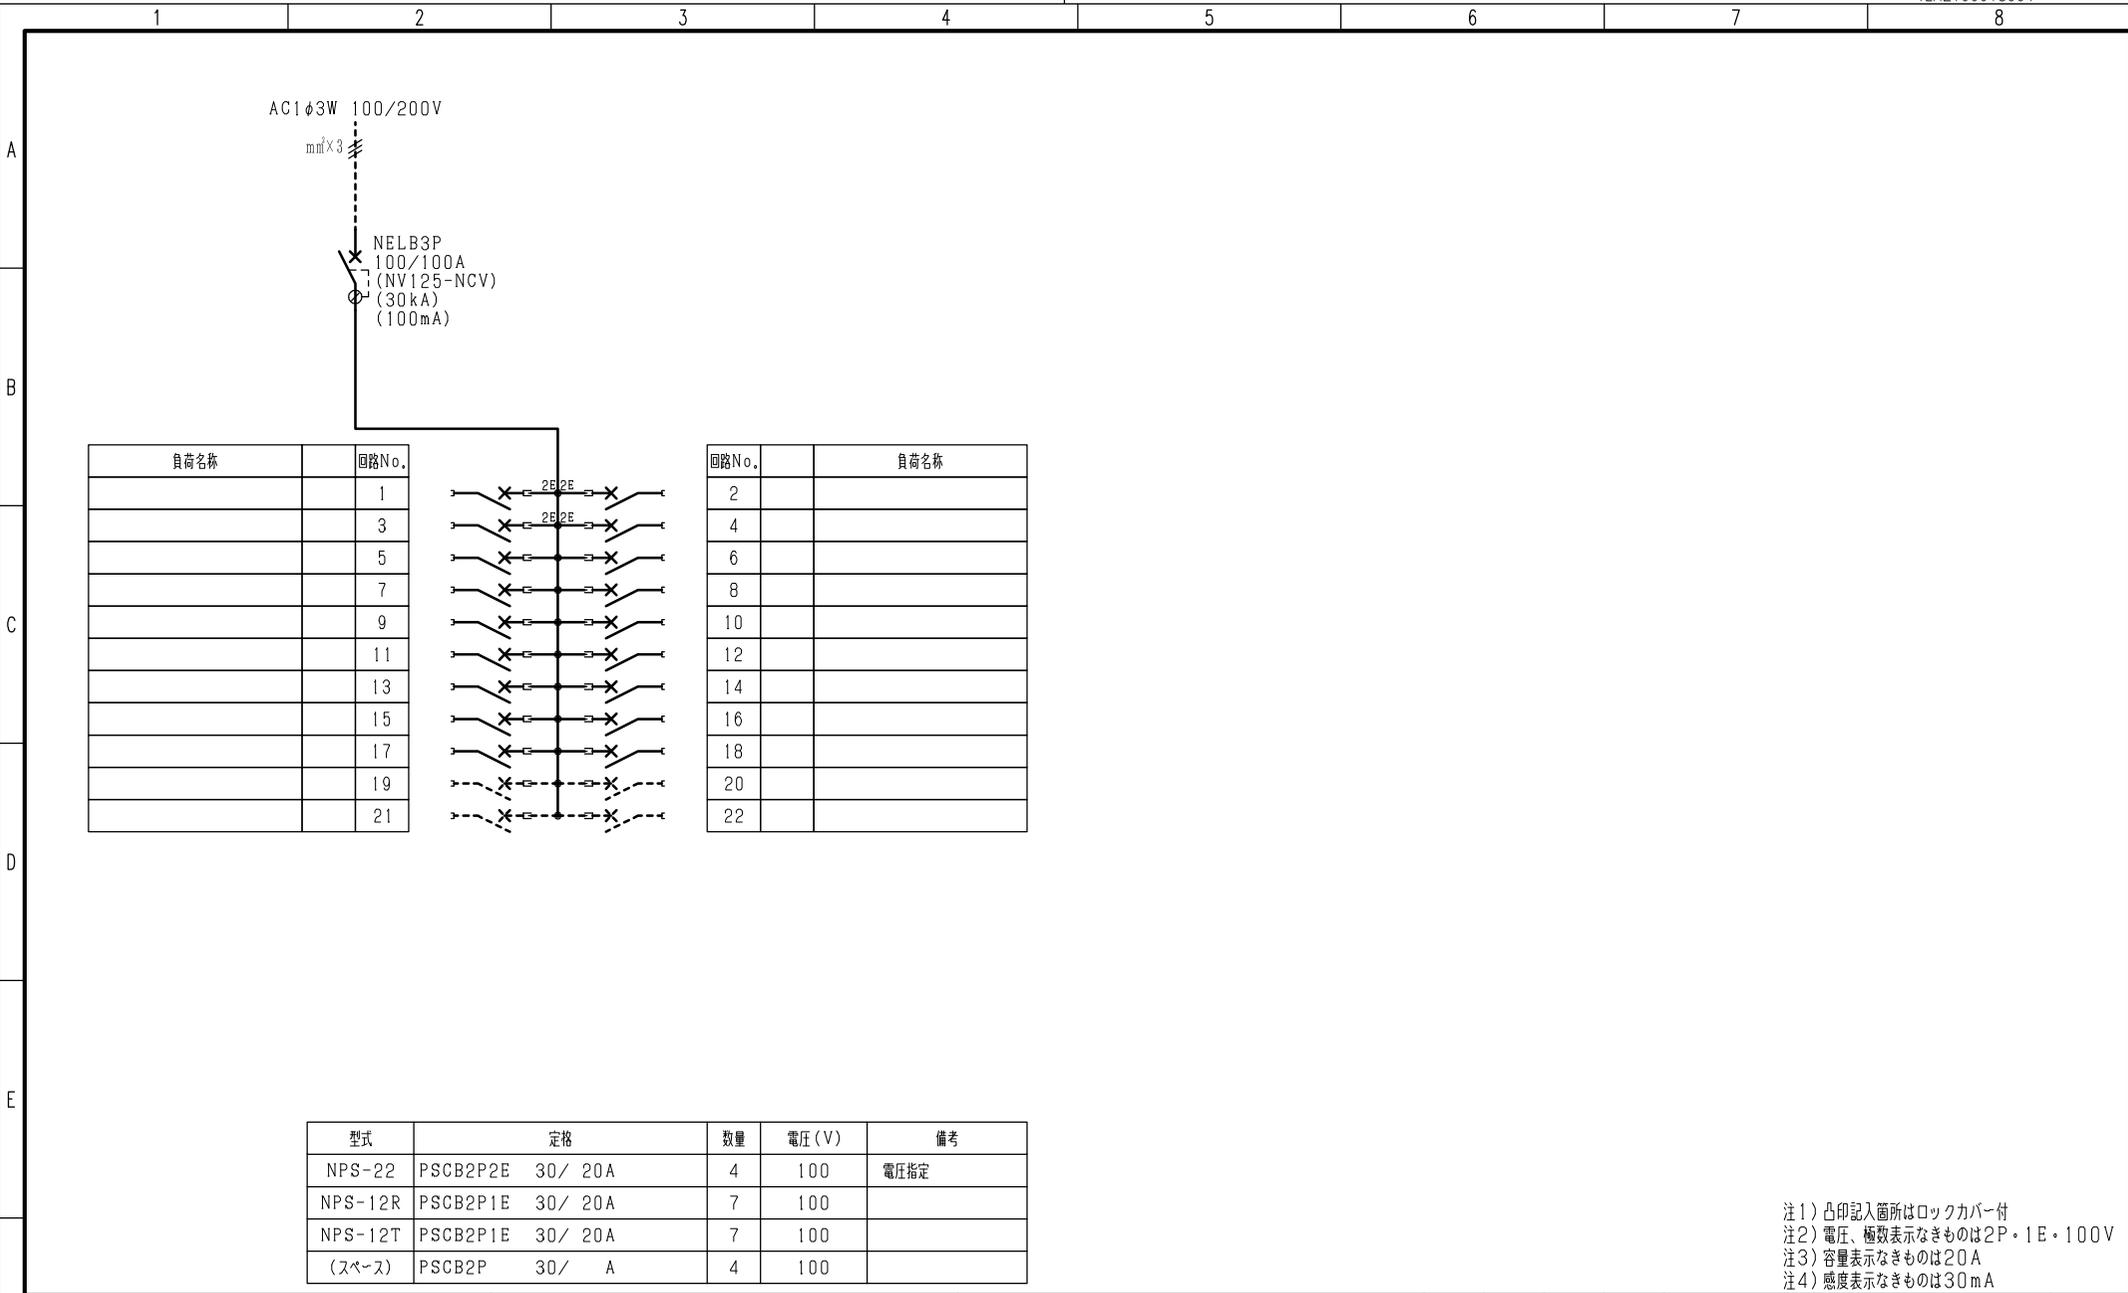 1 2 3 4 5 6 7 8
A
B
C
D
E
AC1φ3W 100/200V
mm²×3
NELB3P
100/100A
(NV125-NCV)
(30kA)
(100mA)
負荷名称 回路No. 回路No. 負荷名称
1 2E 2E 2
3 2E 2E 4
5 6
7 8
9 10
11 12
13 14
15 16
17 18
19 20
21 22
型式 定格 数量 電圧(V) 備考
NPS-22 PSCB2P2E 30/ 20A 4 100 電圧指定
NPS-12R PSCB2P1E 30/ 20A 7 100
NPS-12T PSCB2P1E 30/ 20A 7 100
(スペース) PSCB2P 30/ A 4 100
注1)凸印記入箇所はロックカバー付
注2)電圧、極数表示なきものは2P・1E・100V
注3)容量表示なきものは20A
注4)感度表示なきものは30mA